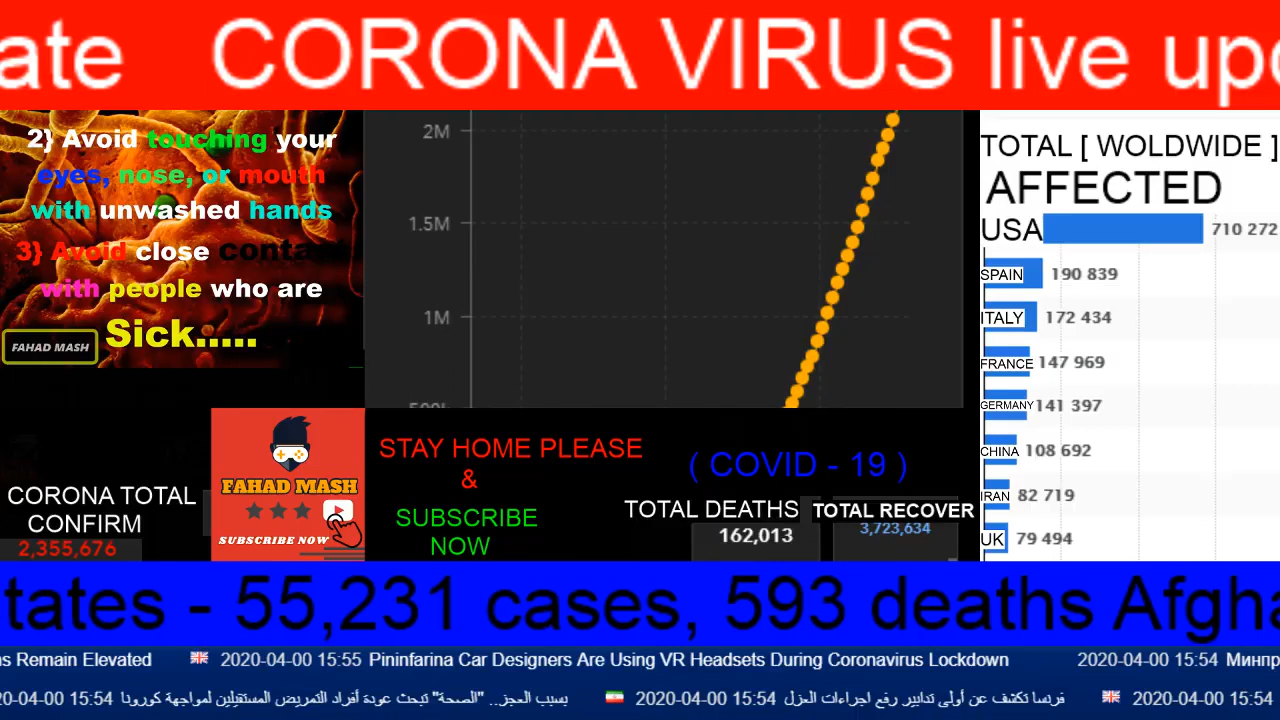 ate CORONA VIRUS live upd
2} Avoid touching your
eyes, nose, or mouth
with unwashed hands
3} Avoid close contact
with people who are
Sick.....
FAHAD MASH
2M
1.5M
1M
TOTAL [ WOLDWIDE ]
AFFECTED
USA 710 272
SPAIN 190 839
ITALY 172 434
FRANCE 147 969
GERMANY 141 397
CHINA 108 692
IRAN 82 719
UK 79 494
CORONA TOTAL
CONFIRM
2,355,676
FAHAD MASH
SUBSCRIBE NOW
STAY HOME PLEASE
&
SUBSCRIBE
NOW
( COVID - 19 )
TOTAL DEATHS
162,013
TOTAL RECOVER
3,723,634
tates - 55,231 cases, 593 deaths Afgha
ns Remain Elevated 2020-04-00 15:55 Pininfarina Car Designers Are Using VR Headsets During Coronavirus Lockdown 2020-04-00 15:54 Минпр
20-04-00 15:54 بسبب العجز.. "الصحة" تبحث عودة أفراد التمريض المستقيلين لمواجهة كورونا 2020-04-00 15:54 فرنسا تكشف عن أولى تدابير رفع اجراءات العزل 2020-04-00 15:54